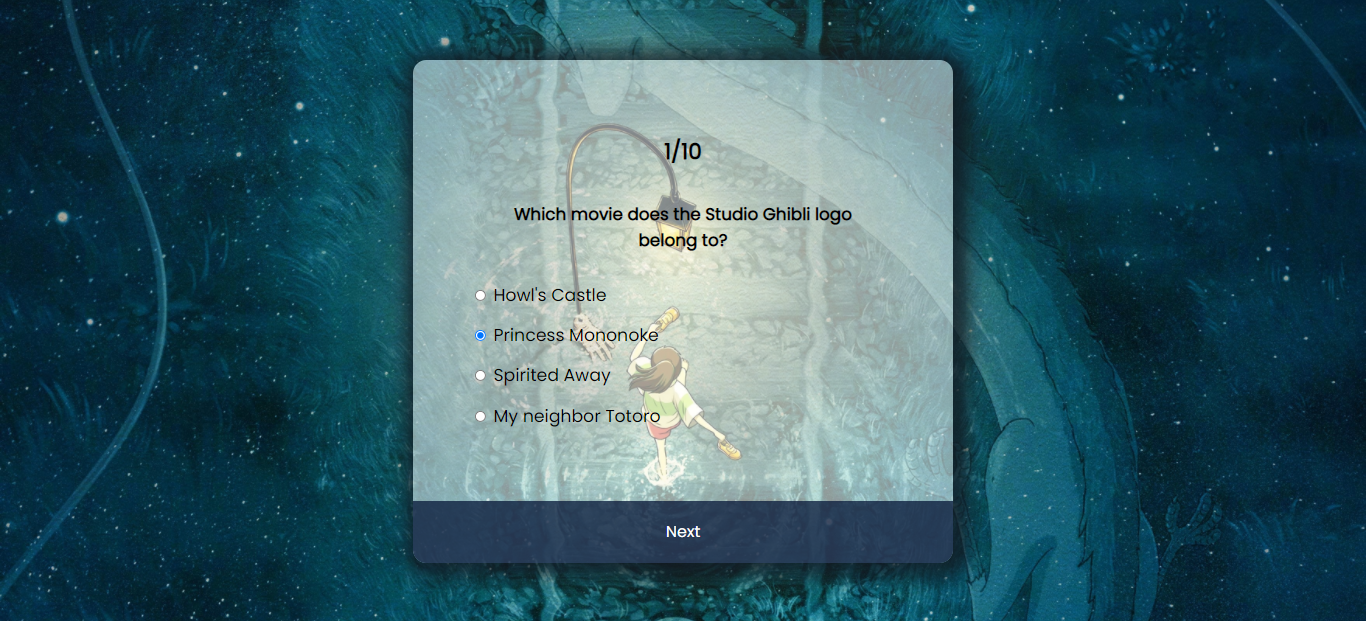 1/10
Which movie does the Studio Ghibli logo
belong to?
Howl's Castle
Princess Mononoke
Spirited Away
My neighbor Totoro
Next